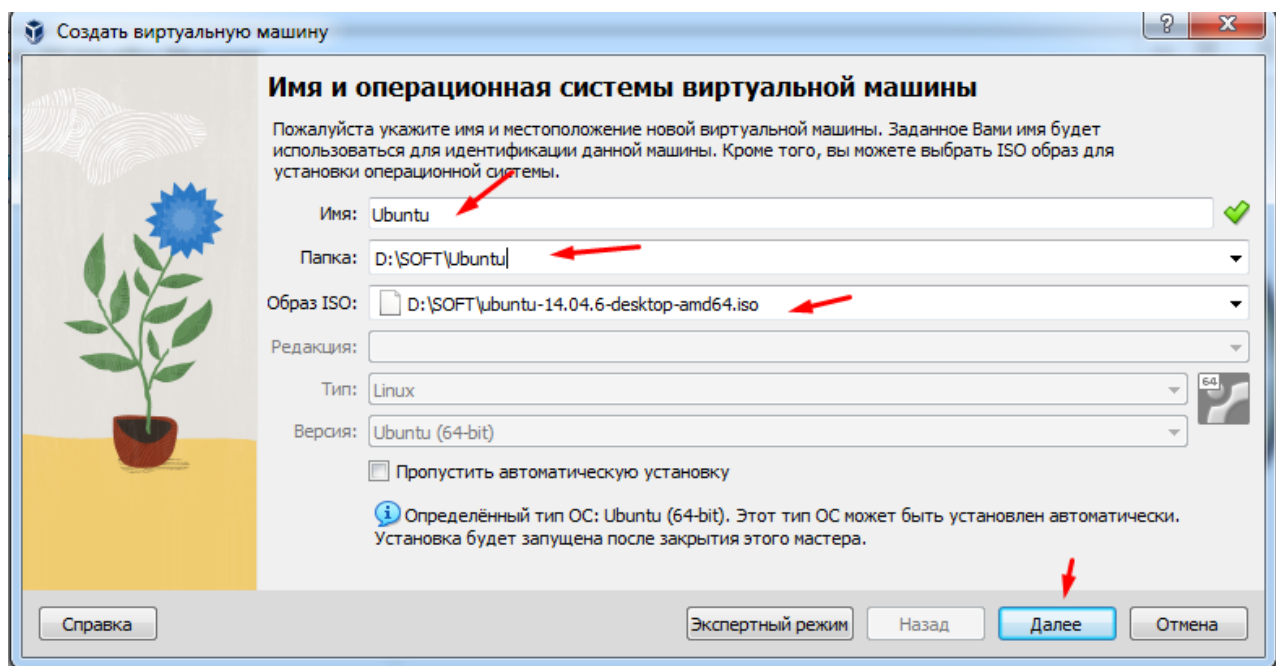 Создать виртуальную машину
?
X
Имя и операционная системы виртуальной машины
Пожалуйста укажите имя и местоположение новой виртуальной машины. Заданное Вами имя будет
использоваться для идентификации данной машины. Кроме того, вы можете выбрать ISO образ для
установки операционной системы.
Имя: Ubuntu
Папка: D:\SOFT\Ubuntu
Образ ISO: D:\SOFT\ubuntu-14.04.6-desktop-amd64.iso
Редакция:
Тип: Linux
64
Версия: Ubuntu (64-bit)
Пропустить автоматическую установку
Определённый тип ОС: Ubuntu (64-bit). Этот тип ОС может быть установлен автоматически.
Установка будет запущена после закрытия этого мастера.
Справка Экспертный режим Назад Далее Отмена